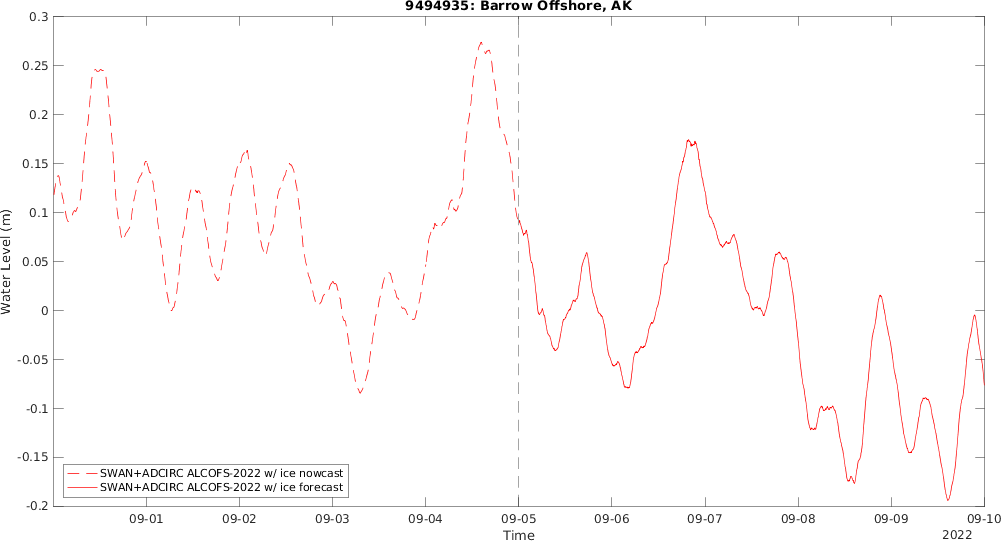 9494935: Barrow Offshore, AK
0.3
0.25
0.2
0.15
0.1
0.05
0
-0.05
-0.1
-0.15
-0.2
Water Level (m)
SWAN+ADCIRC ALCOFS-2022 w/ ice nowcast
SWAN+ADCIRC ALCOFS-2022 w/ ice forecast
09-01 09-02 09-03 09-04 09-05 09-06 09-07 09-08 09-09 09-10
Time
2022